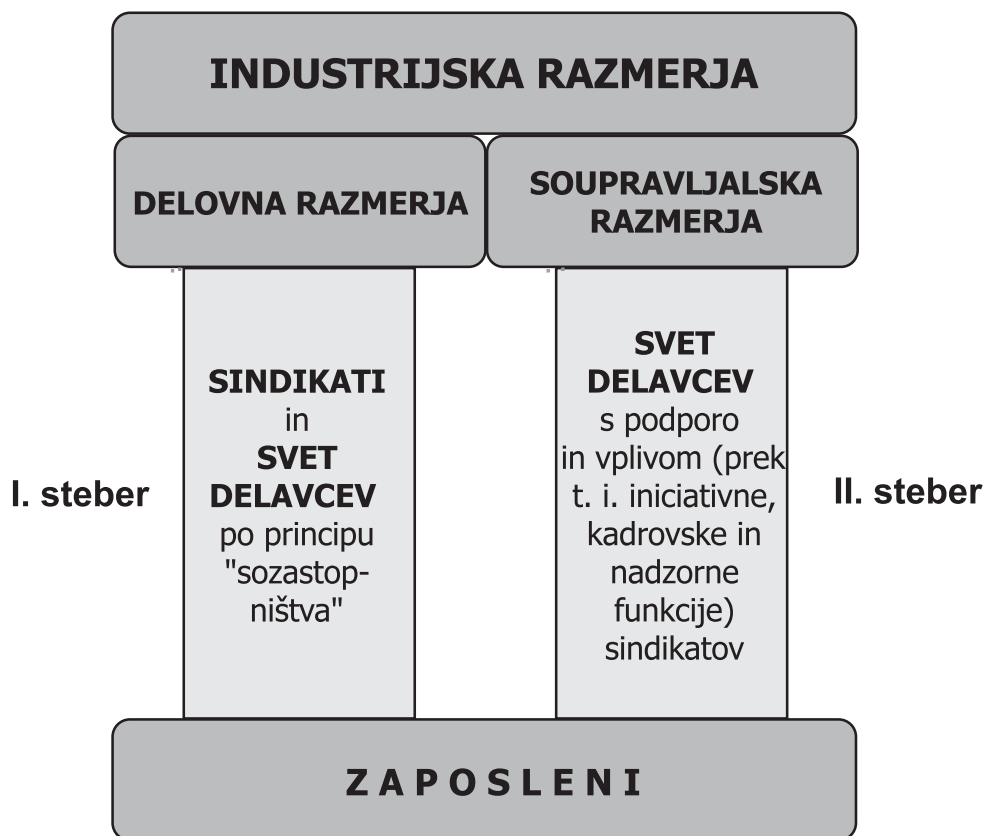 INDUSTRIJSKA RAZMERJA
DELOVNA RAZMERJA
SOUPRAVLJALSKA
RAZMERJA
I. steber
SINDIKATI
in
SVET
DELAVCEV
po principu
"sozastop-
ništva"
SVET
DELAVCEV
s podporo
in vplivom (prek
t. i. iniciativne,
kadrovske in
nadzorne
funkcije)
sindikatov
II. steber
Z A P O S L E N I